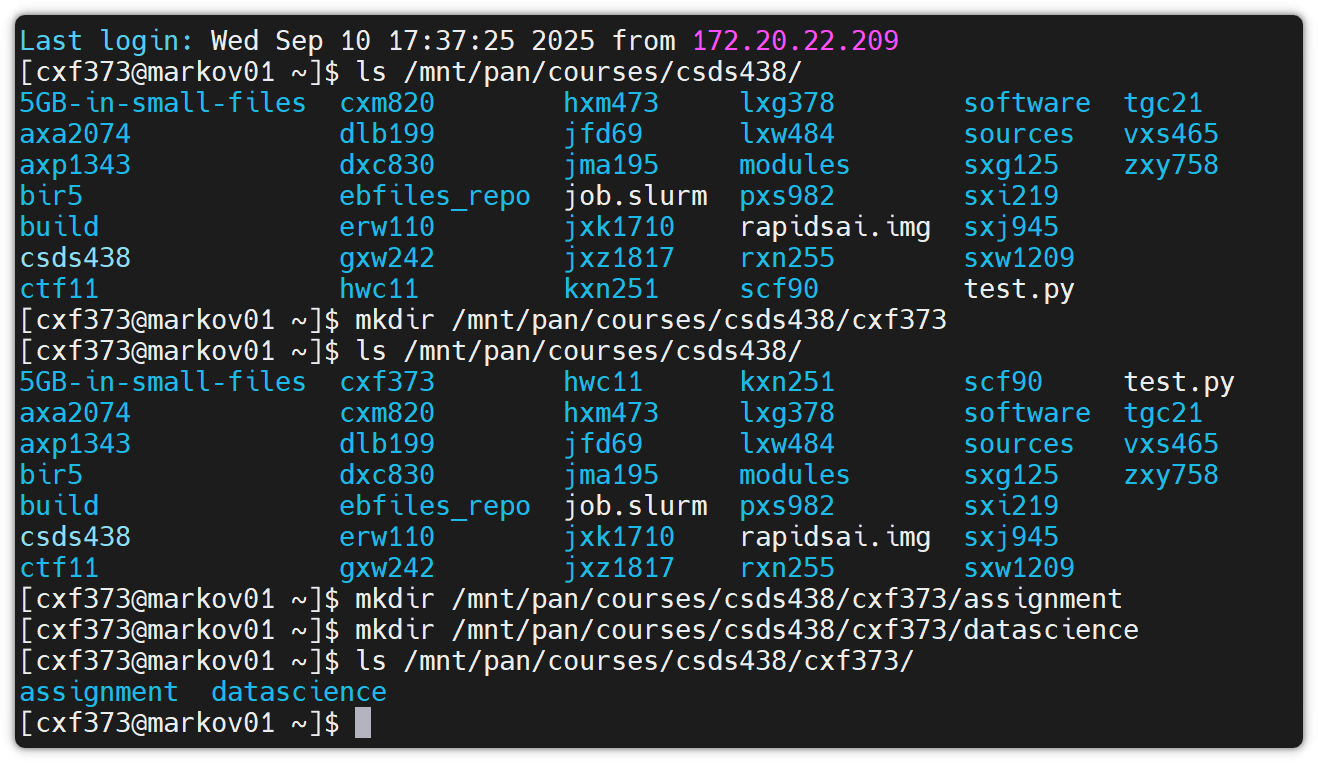 Last login: Wed Sep 10 17:37:25 2025 from 172.20.22.209
[cxf373@markov01 ~]$ ls /mnt/pan/courses/csds438/
5GB-in-small-files  cxm820        hxm473     lxg378       software  tgc21
axa2074             dlb199        jfd69      lxw484       sources   vxs465
axp1343             dxc830        jma195     modules      sxg125    zxy758
bir5                ebfiles_repo  job.slurm  pxs982       sxi219
build               erw110        jxk1710    rapidsai.img  sxj945
csds438             gxw242        jxz1817    rxn255       sxw1209
ctf11               hwc11         kxn251     scf90        test.py
[cxf373@markov01 ~]$ mkdir /mnt/pan/courses/csds438/cxf373
[cxf373@markov01 ~]$ ls /mnt/pan/courses/csds438/
5GB-in-small-files  cxf373        hwc11      kxn251       scf90     test.py
axa2074             cxm820        hxm473     lxg378       software  tgc21
axp1343             dlb199        jfd69      lxw484       sources   vxs465
bir5                dxc830        jma195     modules      sxg125    zxy758
build               ebfiles_repo  job.slurm  pxs982       sxi219
csds438             erw110        jxk1710    rapidsai.img  sxj945
ctf11               gxw242        jxz1817    rxn255       sxw1209
[cxf373@markov01 ~]$ mkdir /mnt/pan/courses/csds438/cxf373/assignment
[cxf373@markov01 ~]$ mkdir /mnt/pan/courses/csds438/cxf373/datascience
[cxf373@markov01 ~]$ ls /mnt/pan/courses/csds438/cxf373/
assignment  datascience
[cxf373@markov01 ~]$